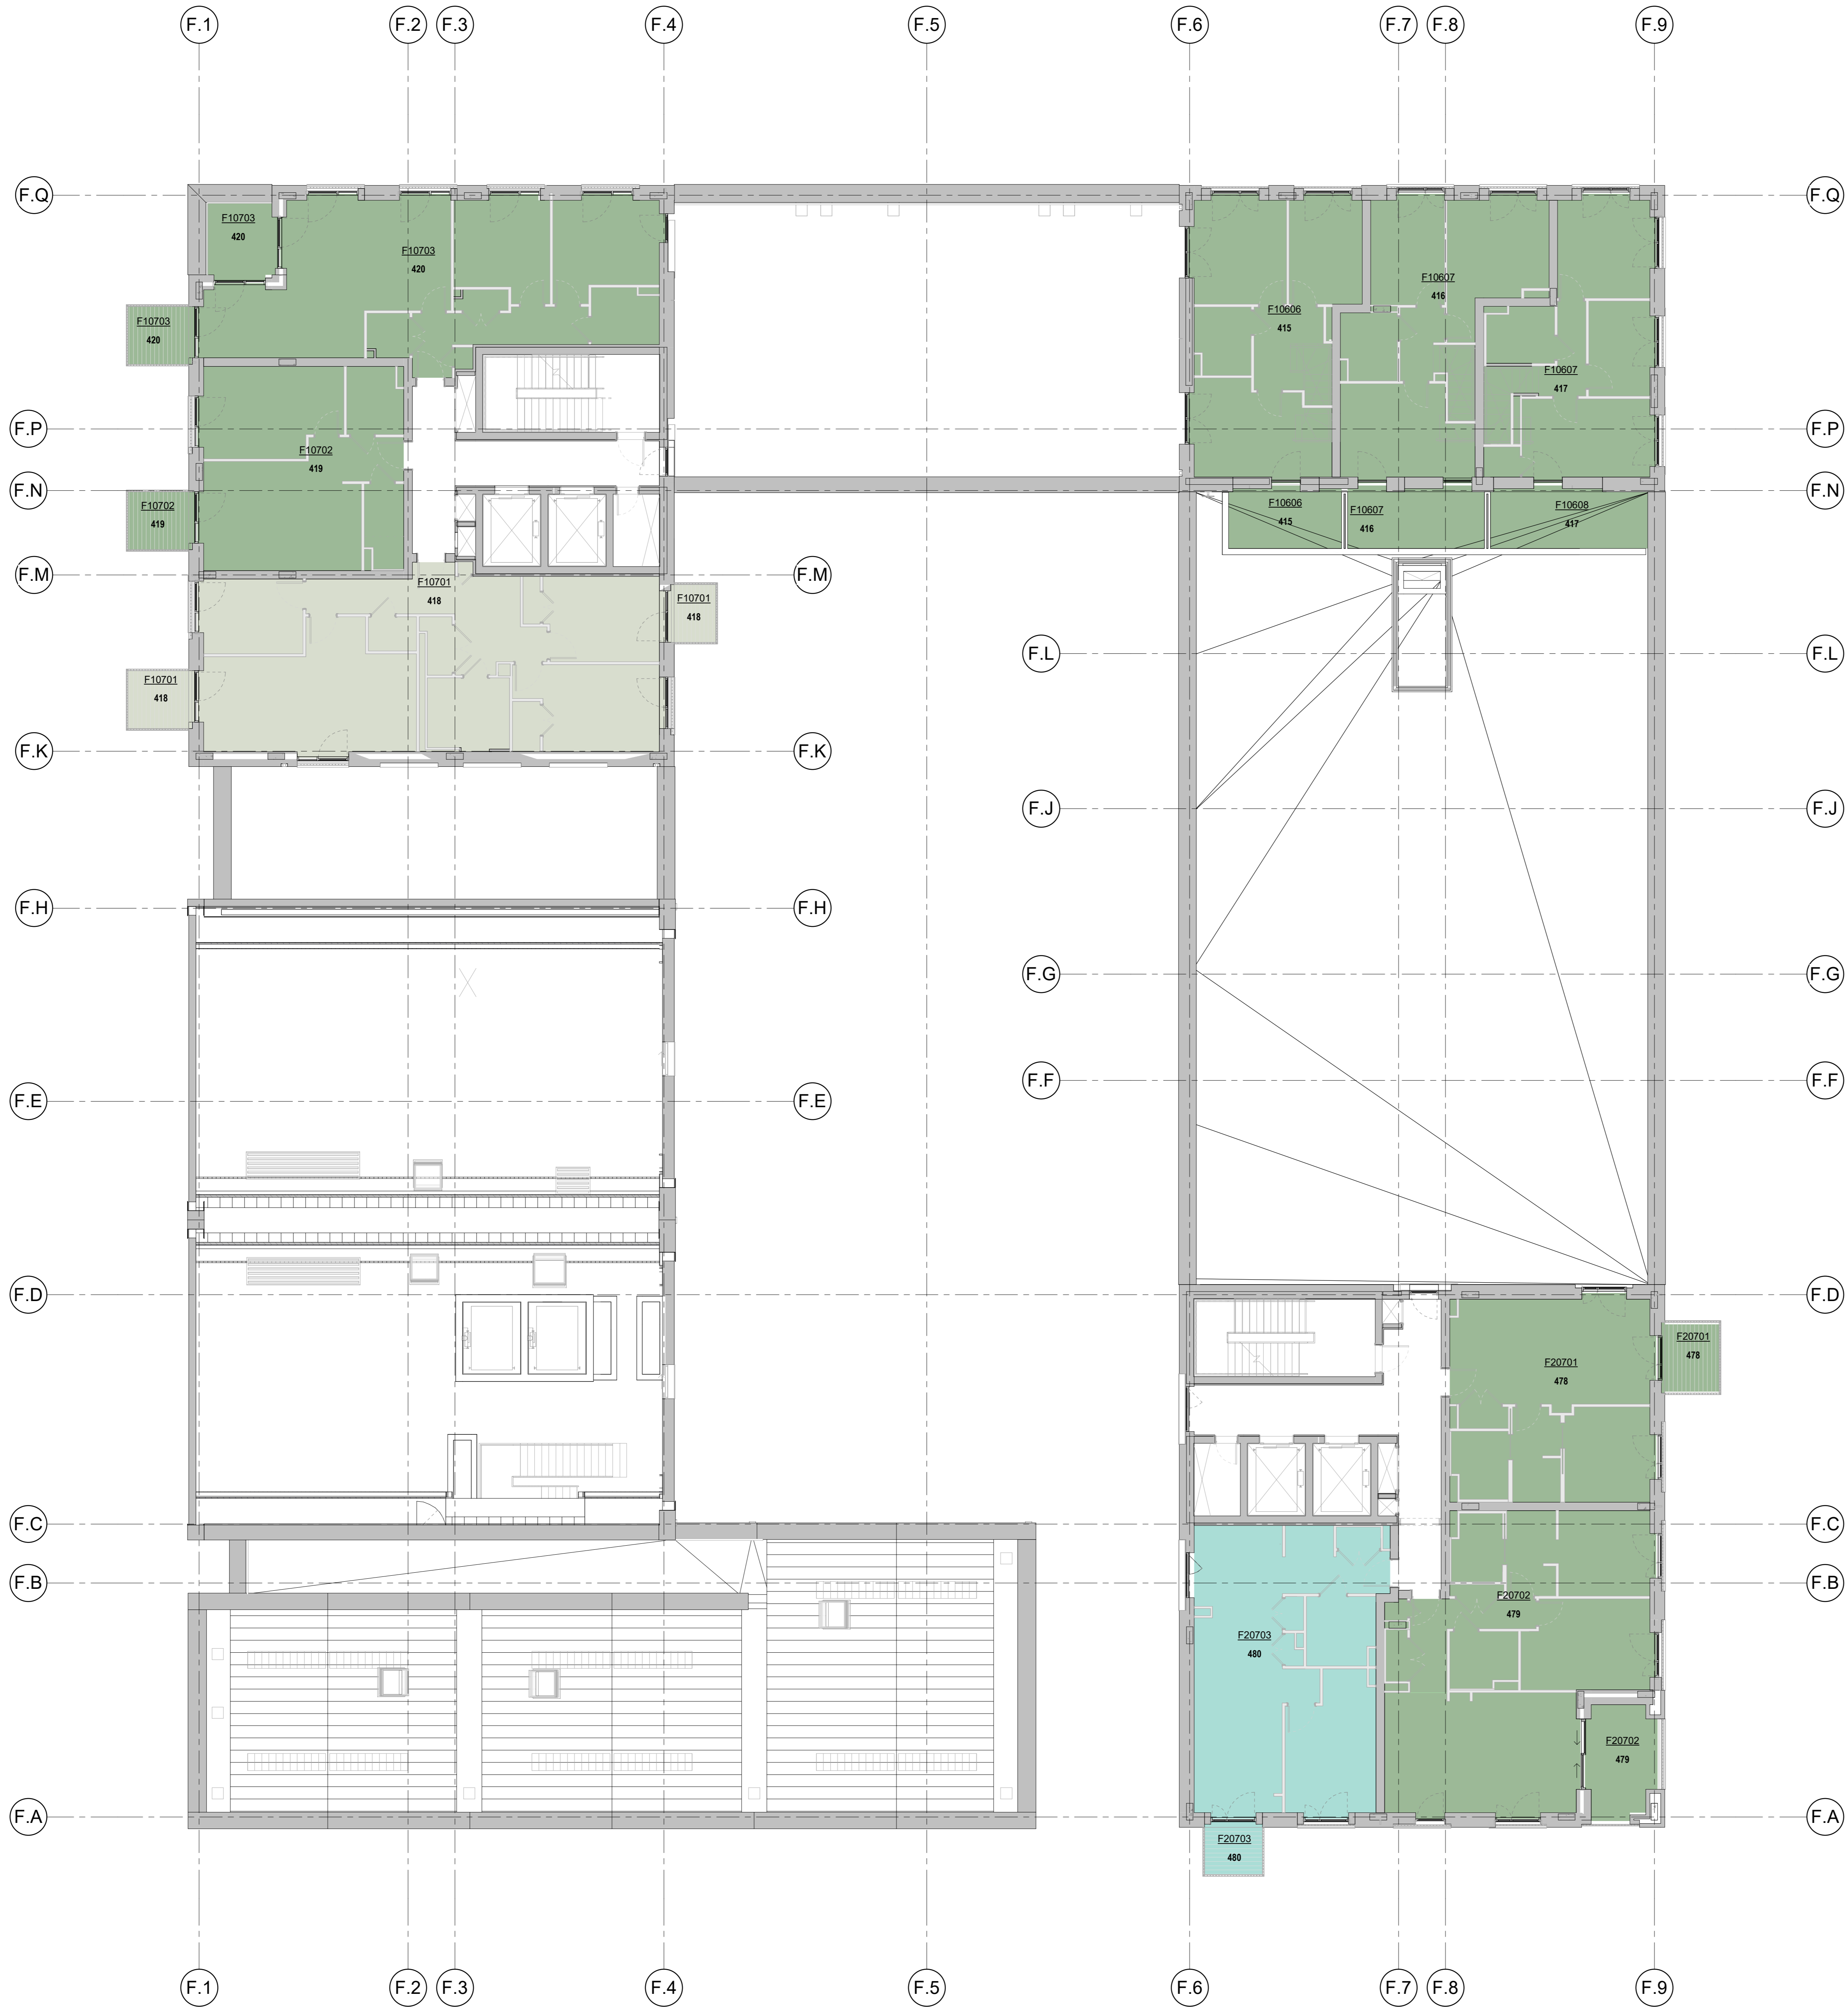 F.1
F.2
F.3
F.4
F.5
F.6
F.7
F.8
F.9
F.Q
F.Q
F10703
420
F10703
420
F10607
416
F10606
415
F10703
420
F10607
417
F.P
F.P
F10702
419
F.N
F.N
F10702
419
F10606
415
F10607
416
F10608
417
F.M
F.M
F10701
418
F10701
418
F.L
F.L
F10701
418
F.K
F.K
F.J
F.J
F.H
F.H
F.G
F.G
F.E
F.E
F.F
F.F
F.D
F.D
F20701
478
F20701
478
F.C
F.C
F.B
F.B
F20702
479
F20703
480
F20702
479
F.A
F.A
F20703
480
F.1
F.2
F.3
F.4
F.5
F.6
F.7
F.8
F.9